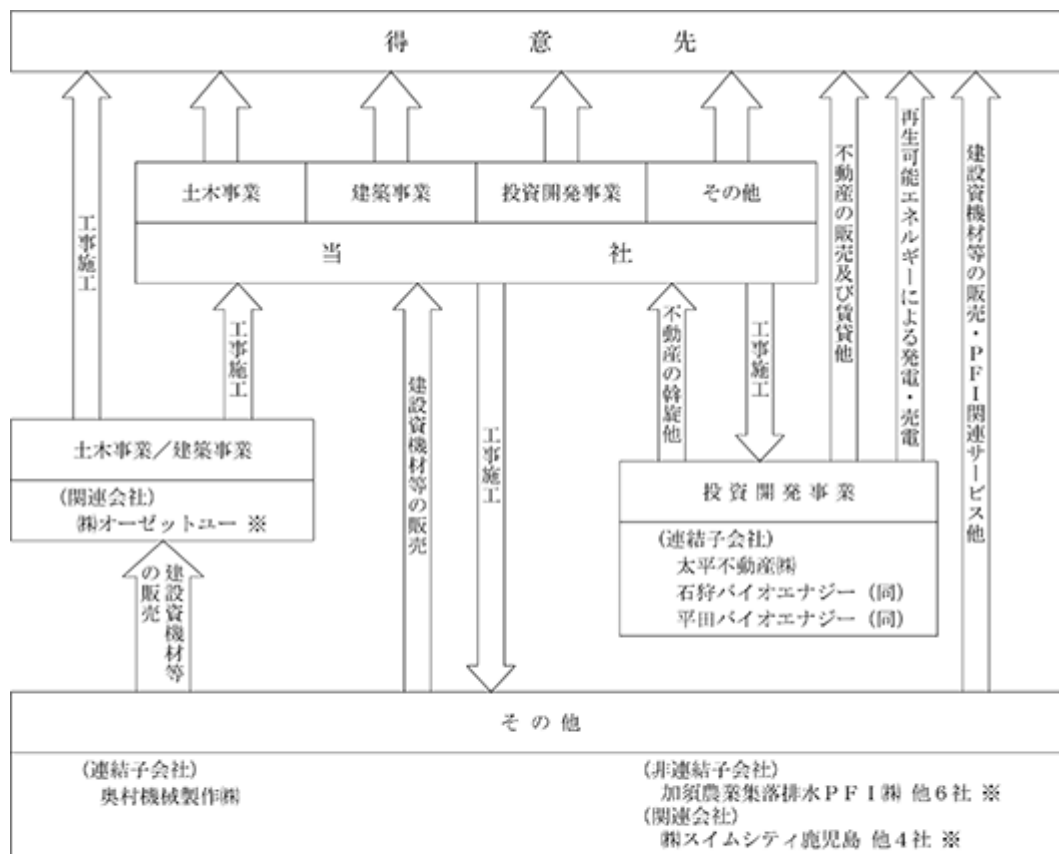 得意先
土木事業
建築事業
投資開発事業
その他
当社
工事施工
工事施工
建設資機材等の販売
工事施工
不動産の斡旋他
工事施工
不動産の販売及び賃貸他
再生可能エネルギーによる発電・売電
建設資機材等の販売・PFI関連サービス他
土木事業／建築事業
(関連会社)
㈱オーゼットユー ※
建設資機材等
の販売
投資開発事業
(連結子会社)
太平不動産㈱
石狩バイオエナジー (同)
平田バイオエナジー (同)
その他
(連結子会社)
奥村機械製作㈱
(非連結子会社)
加須農業集落排水ＰＦＩ㈱ 他６社 ※
(関連会社)
㈱スイムシティ鹿児島 他４社 ※